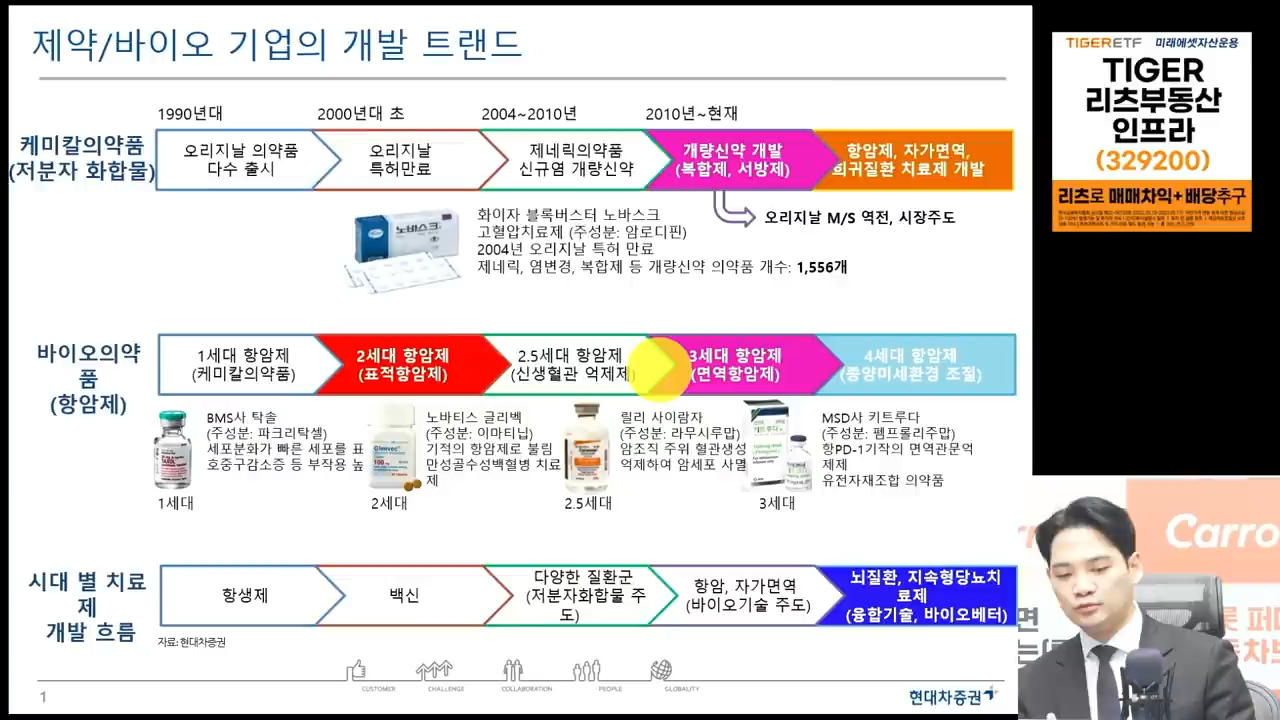 제약/바이오 기업의 개발 트랜드
1990년대
2000년대 초
2004~2010년
2010년~현재
케미칼의약품
(저분자 화합물)
오리지날 의약품
다수 출시
오리지날
특허만료
제네릭의약품
신규염 개량신약
개량신약 개발
(복합제, 서방제)
항암제, 자가면역,
희귀질환 치료제 개발
오리지날 M/S 역전, 시장주도
노바스크
화이자 블록버스터 노바스크
고혈압치료제 (주성분: 암로디핀)
2004년 오리지날 특허 만료
제네릭, 염변경, 복합제 등 개량신약 의약품 개수: 1,556개
바이오의약
품
(항암제)
1세대 항암제
(케미칼의약품)
2세대 항암제
(표적항암제)
2.5세대 항암제
(신생혈관 억제제)
3세대 항암제
(면역항암제)
4세대 항암제
(종양미세환경 조절)
BMS사 탁솔
(주성분: 파크리탁셀)
세포분화가 빠른 세포를 표
호중구감소증 등 부작용 높
1세대
노바티스 글리벡
(주성분: 이마티닙)
기적의 항암제로 불림
만성골수성백혈병 치료
제
2세대
릴리 사이람자
(주성분: 라무시루맙)
암조직 주위 혈관생성
억제하여 암세포 사멸
2.5세대
키트루다
MSD사 키트루다
(주성분: 펨프롤리주맙)
항PD-1기작의 면역관문억
제제
유전자재조합 의약품
3세대
시대 별 치료
제
개발 흐름
항생제
백신
다양한 질환군
(저분자화합물 주
도)
항암, 자가면역
(바이오기술 주도)
뇌질환, 지속형당뇨치
료제
(융합기술, 바이오베터)
자료: 현대차증권
CUSTOMER
CHALLENGE
COLLABORATION
PEOPLE
GLOBALITY
1
현대차증권
TIGERETF 미래에셋자산운용
TIGER
리츠부동산
인프라
(329200)
리츠로 매매차익+배당추구
Carro